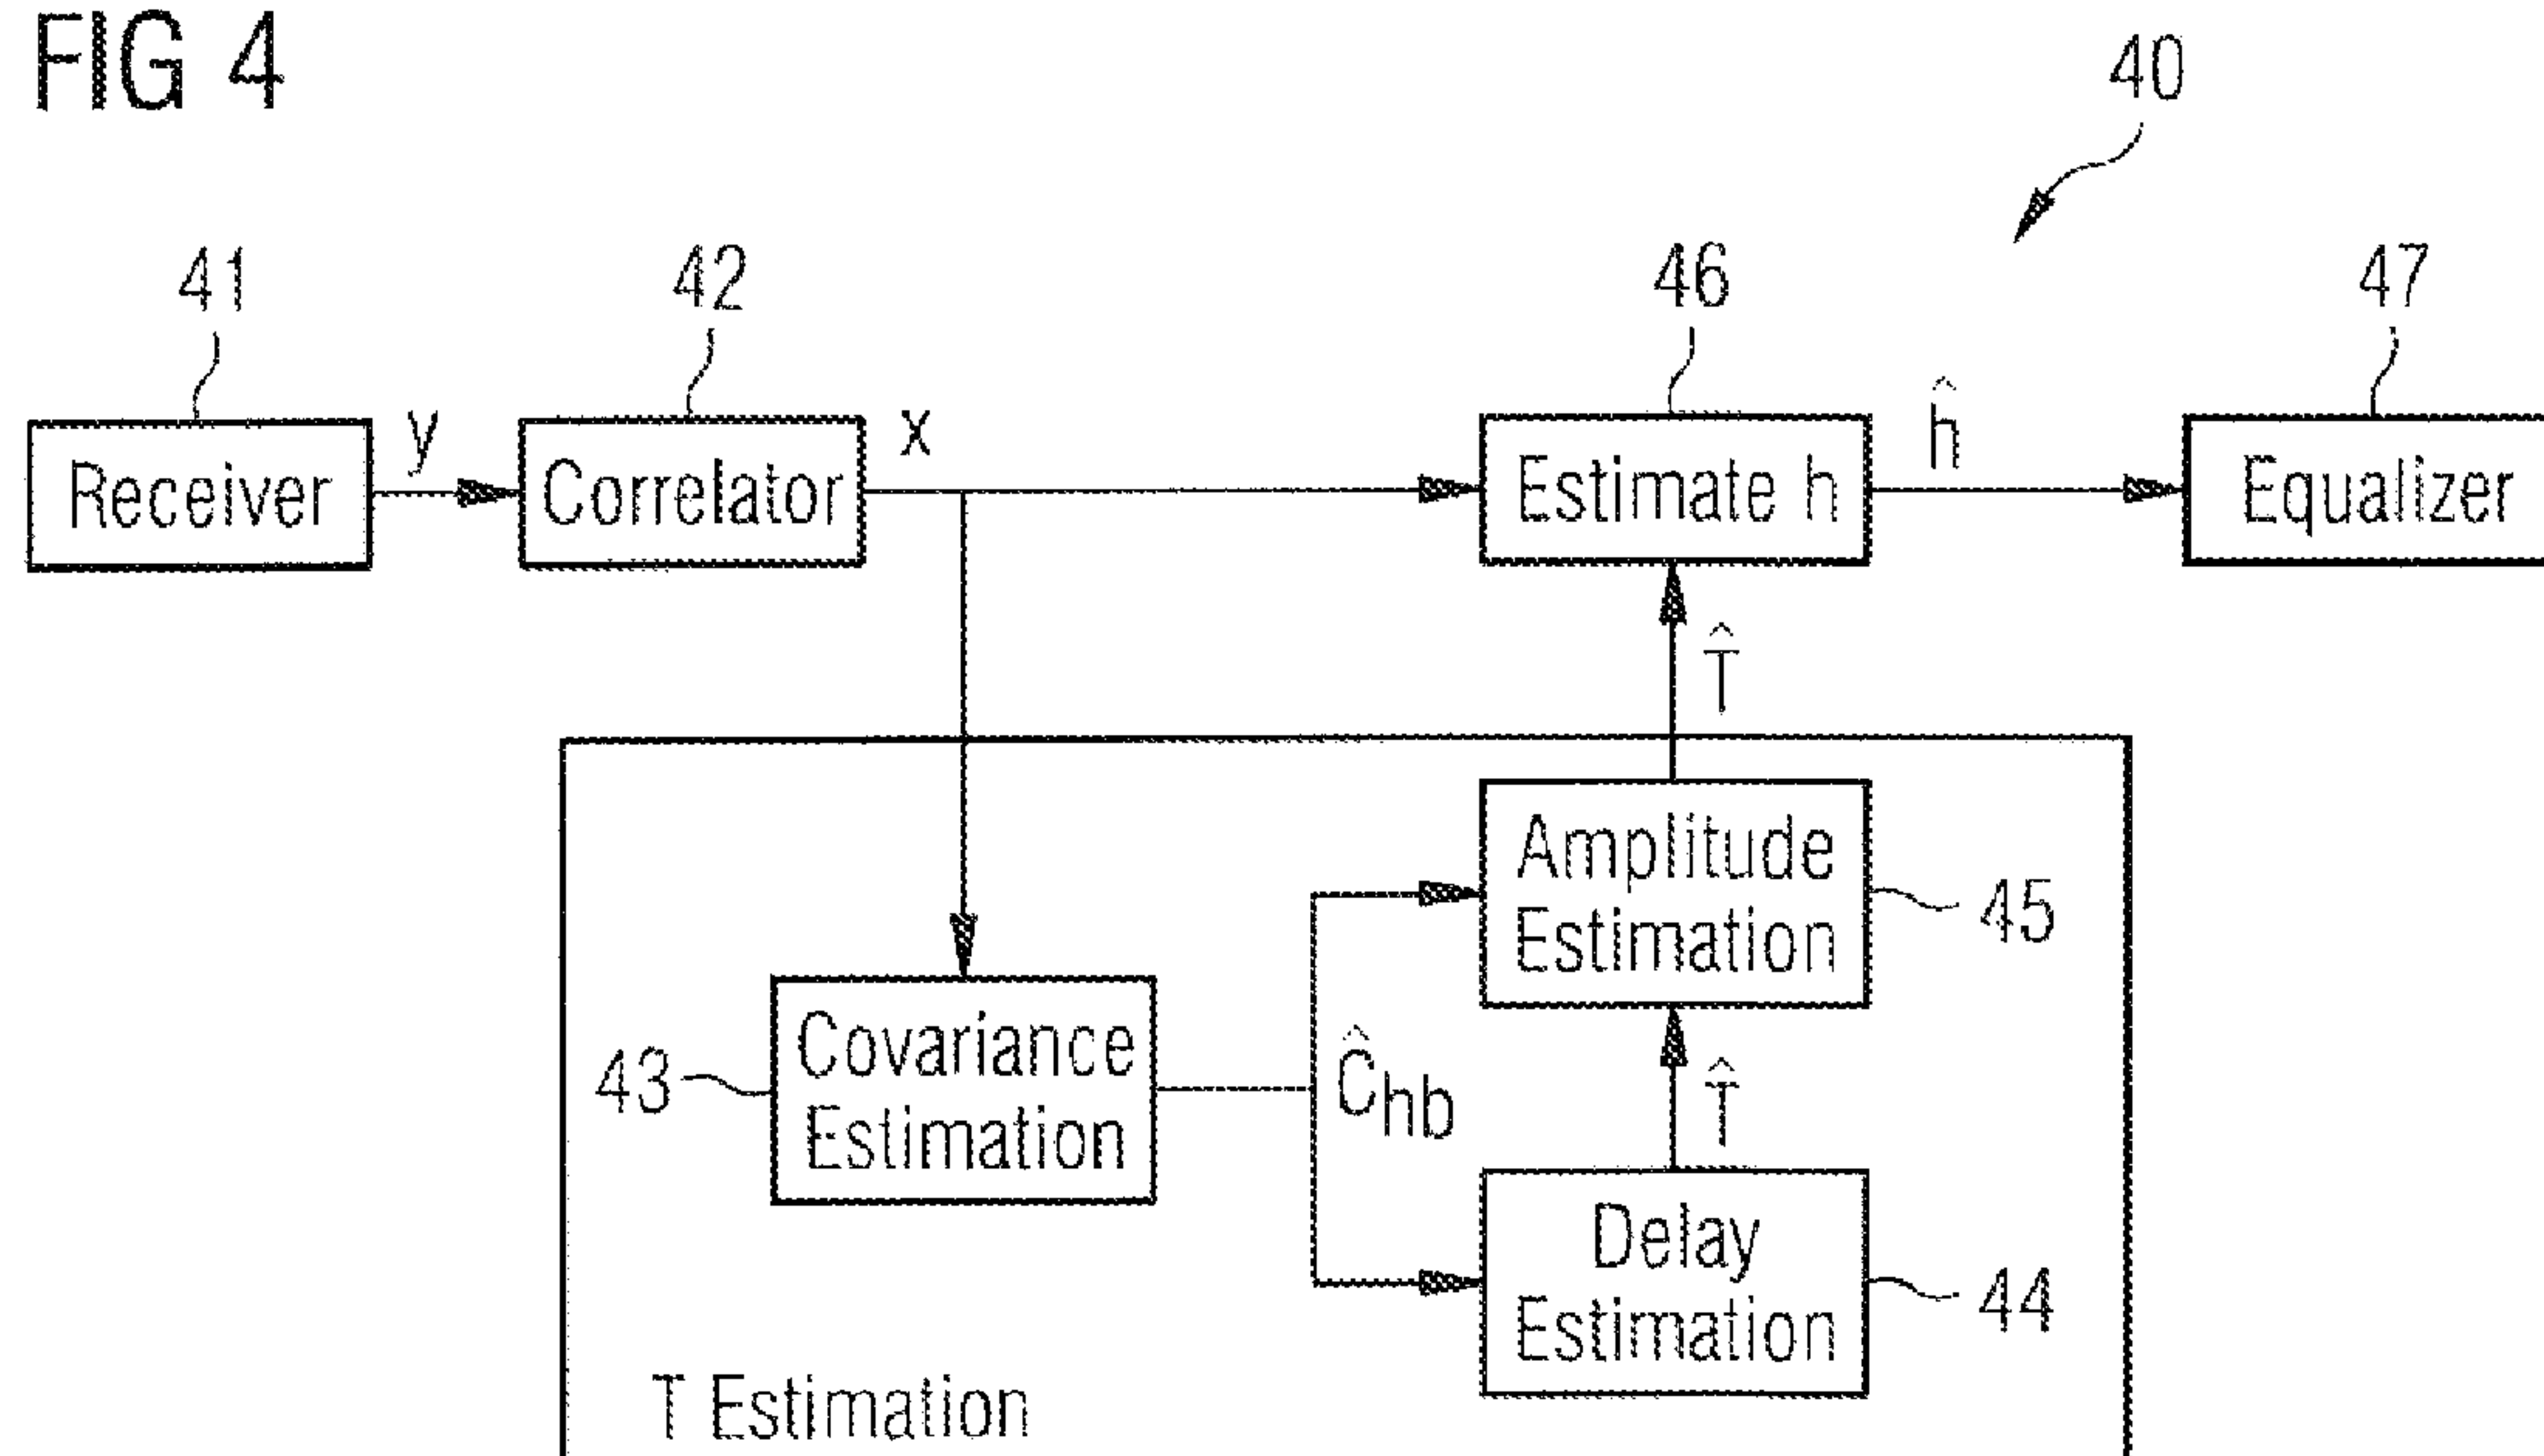 FIG 4
40
41
42
46
47
Receiver
y
Correlator
x
Estimate h
ĥ
Equalizer
T̂
Amplitude
Estimation
45
43
Covariance
Estimation
Ĉhb
T̂
Delay
Estimation
44
T Estimation